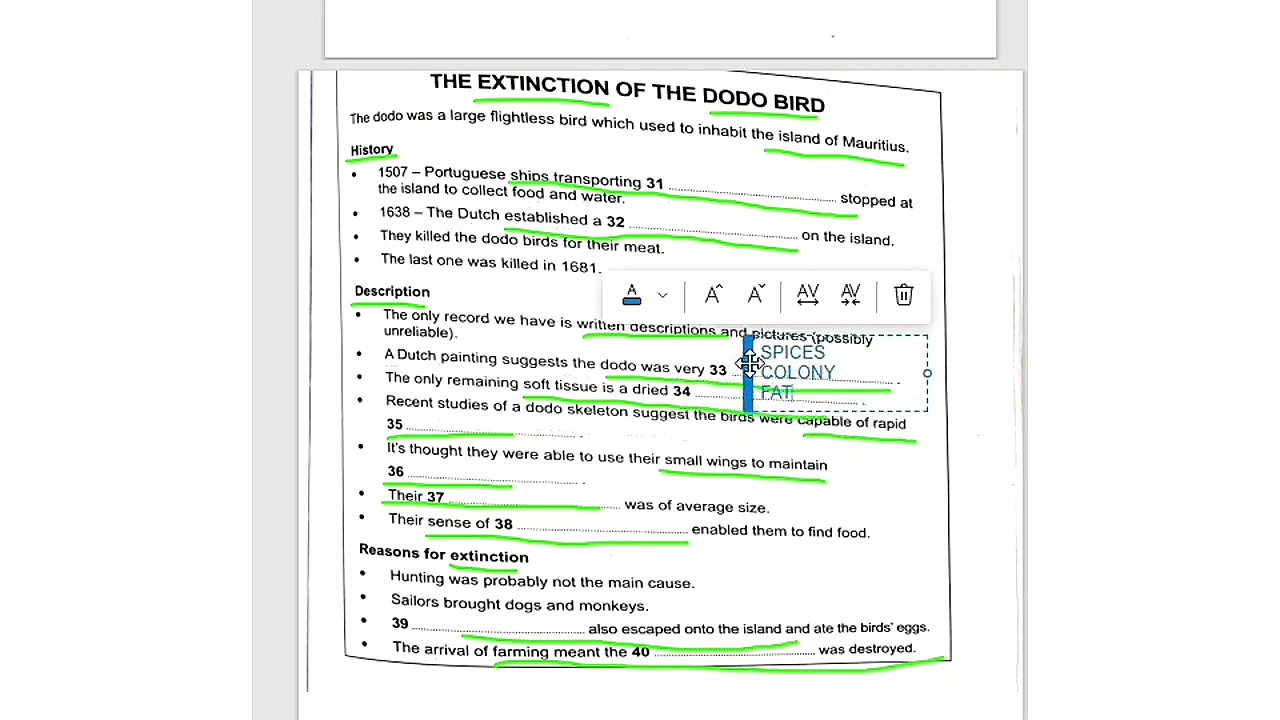 THE EXTINCTION OF THE DODO BIRD
The dodo was a large flightless bird which used to inhabit the island of Mauritius.
History
• 1507 – Portuguese ships transporting 31 ........................ stopped at
the island to collect food and water.
• 1638 – The Dutch established a 32 ........................ on the island.
• They killed the dodo birds for their meat.
• The last one was killed in 1681.
A A A AV AV
Description
• The only record we have is written descriptions and pictures (possibly
unreliable).
• A Dutch painting suggests the dodo was very 33 ........................ .
• The only remaining soft tissue is a dried 34 ........................ .
• Recent studies of a dodo skeleton suggest the birds were capable of rapid
35 ........................ .
SPICES
COLONY
FAT
• It's thought they were able to use their small wings to maintain
36 ........................ .
• Their 37 ........................ was of average size.
• Their sense of 38 ........................ enabled them to find food.
Reasons for extinction
• Hunting was probably not the main cause.
• Sailors brought dogs and monkeys.
• 39 ........................ also escaped onto the island and ate the birds' eggs.
• The arrival of farming meant the 40 ........................ was destroyed.